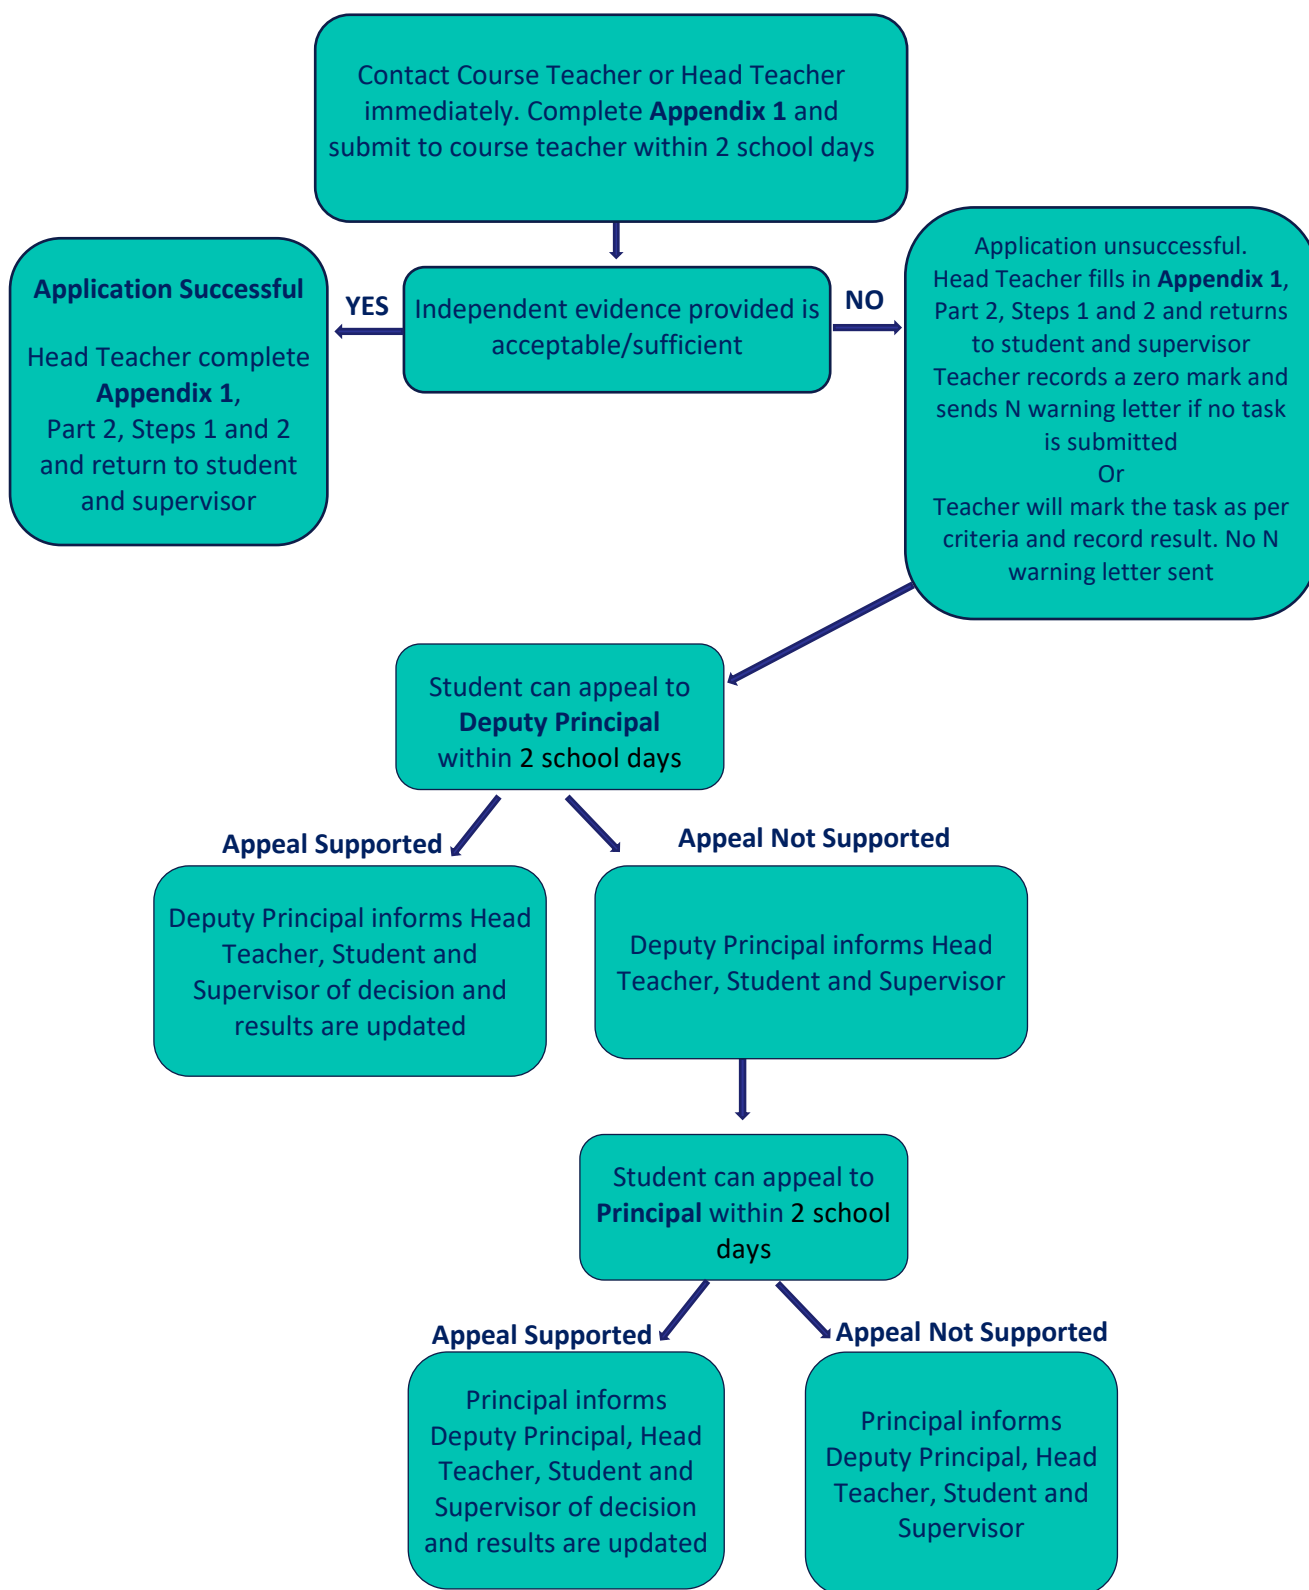 Contact Course Teacher or Head Teacher
immediately. Complete Appendix 1 and
submit to course teacher within 2 school days
Application Successful
Head Teacher complete
Appendix 1,
Part 2, Steps 1 and 2
and return to student
and supervisor
YES
Independent evidence provided is
acceptable/sufficient
NO
Application unsuccessful.
Head Teacher fills in Appendix 1,
Part 2, Steps 1 and 2 and returns
to student and supervisor
Teacher records a zero mark and
sends N warning letter if no task
is submitted
Or
Teacher will mark the task as per
criteria and record result. No N
warning letter sent
Student can appeal to
Deputy Principal
within 2 school days
Appeal Supported
Appeal Not Supported
Deputy Principal informs Head
Teacher, Student and
Supervisor of decision and
results are updated
Deputy Principal informs Head
Teacher, Student and Supervisor
Student can appeal to
Principal within 2 school
days
Appeal Supported
Appeal Not Supported
Principal informs
Deputy Principal, Head
Teacher, Student and
Supervisor of decision
and results are updated
Principal informs
Deputy Principal, Head
Teacher, Student and
Supervisor